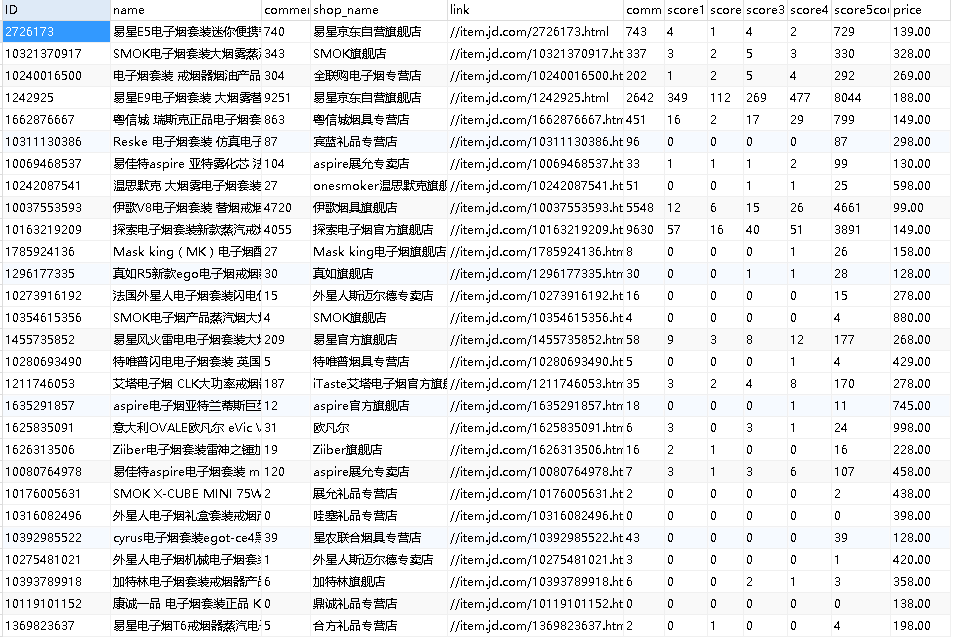 ID name commer shop_name link comm score1 score score3 score4 score5cou price
2726173 易星E5电子烟套装迷你便携 740 易星京东自营旗舰店 //item.jd.com/2726173.html 743 4 1 4 2 729 139.00
10321370917 SMOK电子烟套装大烟雾蒸 343 SMOK旗舰店 //item.jd.com/10321370917.ht 337 3 2 5 3 330 328.00
10240016500 电子烟套装 戒烟器烟油产品 304 全联购电子烟专营店 //item.jd.com/10240016500.ht 202 1 2 5 4 292 269.00
1242925 易星E9电子烟套装 大烟雾替 9251 易星京东自营旗舰店 //item.jd.com/1242925.html 2642 349 112 269 477 8044 188.00
1662876667 粤信城 瑞斯克正品电子烟套 863 粤信城烟具专营店 //item.jd.com/1662876667.htm 451 16 2 17 29 799 149.00
10311130386 Reske 电子烟套装 仿真电子 87 宾蓝礼品专营店 //item.jd.com/10311130386.ht 96 0 0 0 0 87 298.00
10069468537 易佳特aspire 亚特雾化芯 104 aspire展允专卖店 //item.jd.com/10069468537.ht 33 1 1 1 2 99 130.00
10242087541 温思默克 大烟雾电子烟套装 27 onesmoker温思默克旗舰 //item.jd.com/10242087541.ht 51 0 0 1 1 25 598.00
10037553593 伊歌V8电子烟套装 替烟戒烟 4720 伊歌烟具旗舰店 //item.jd.com/10037553593.ht 5548 12 6 15 26 4661 99.00
10163219209 探索电子烟套装新款蒸汽戒 4055 探索电子烟官方旗舰店 //item.jd.com/10163219209.ht 9630 57 16 40 51 3891 149.00
1785924136 Mask king ( MK ) 电子烟 27 Mask king电子烟旗舰店 //item.jd.com/1785924136.htm 8 0 0 0 1 26 158.00
1296177335 真如R5新款ego电子烟戒烟 30 真如旗舰店 //item.jd.com/1296177335.htm 30 0 0 1 1 28 128.00
10273916192 法国外星人电子烟套装闪电 15 外星人斯迈尔德专卖店 //item.jd.com/10273916192.ht 16 0 0 0 0 15 278.00
10354615356 SMOK电子烟产品蒸汽烟大 4 SMOK旗舰店 //item.jd.com/10354615356.ht 4 0 0 0 0 4 880.00
1455735852 易星风火雷电电子烟套装大 209 易星官方旗舰店 //item.jd.com/1455735852.htm 58 9 3 8 12 177 268.00
10280693490 特唯普闪电电子烟套装 英国 5 特唯普烟具专营店 //item.jd.com/10280693490.ht 5 0 0 0 1 4 429.00
1211746053 艾塔电子烟 CLK大功率戒烟 187 iTaste艾塔电子烟官方旗 //item.jd.com/1211746053.htm 35 3 2 4 8 170 278.00
1635291857 aspire电子烟亚特兰蒂斯巨 12 aspire官方旗舰店 //item.jd.com/1635291857.htm 18 0 0 0 1 11 745.00
1625835091 意大利OVALE欧凡尔 eVic V 31 欧凡尔 //item.jd.com/1625835091.htm 6 3 0 3 1 24 998.00
1626313506 Ziiber电子烟套装雷神之锤加 19 Ziiber旗舰店 //item.jd.com/1626313506.htm 16 2 1 0 0 16 228.00
10080764978 易佳特aspire电子烟套装 m 120 aspire展允专卖店 //item.jd.com/10080764978.ht 7 3 1 3 6 107 458.00
10176005631 SMOK X-CUBE MINI 75W 2 展允礼品专营店 //item.jd.com/10176005631.ht 2 0 0 0 0 2 438.00
10316082496 外星人电子烟礼盒套装戒烟 0 哇塞礼品专营店 //item.jd.com/10316082496.ht 0 0 0 0 0 0 398.00
10392985522 cyrus电子烟套装egot-ce4 39 星农联合烟具专营店 //item.jd.com/10392985522.ht 43 0 0 0 0 39 128.00
10275481021 外星人电子烟机械电子烟套 1 外星人斯迈尔德专卖店 //item.jd.com/10275481021.ht 3 0 0 0 0 1 420.00
10393789918 加特林电子烟套装戒烟器产 6 加特林旗舰店 //item.jd.com/10393789918.ht 6 0 0 2 1 3 358.00
10119101152 康诚一品 电子烟套装正品 K 0 鼎诚礼品专营店 //item.jd.com/10119101152.ht 0 0 0 0 0 0 138.00
1369823637 易星电子烟T6戒烟器蒸汽电 5 台方礼品专营店 //item.jd.com/1369823637.htm 2 0 1 0 0 4 198.00